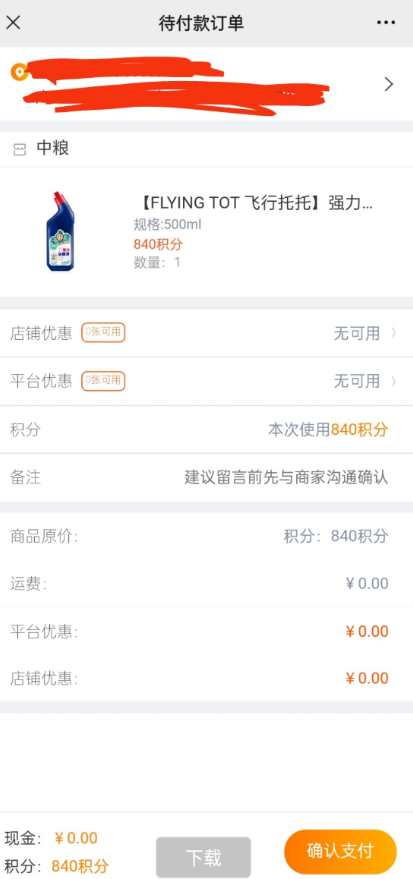 待付款订单
中粮
【FLYING TOT 飞行托托】强力...
规格:500ml
840积分
数量：1
店铺优惠 0张可用 无可用
平台优惠 0张可用 无可用
积分 本次使用840积分
备注 建议留言前先与商家沟通确认
商品原价: 积分：840积分
运费: ￥0.00
平台优惠: ￥0.00
店铺优惠: ￥0.00
现金: ￥0.00
积分: 840积分
下载
确认支付